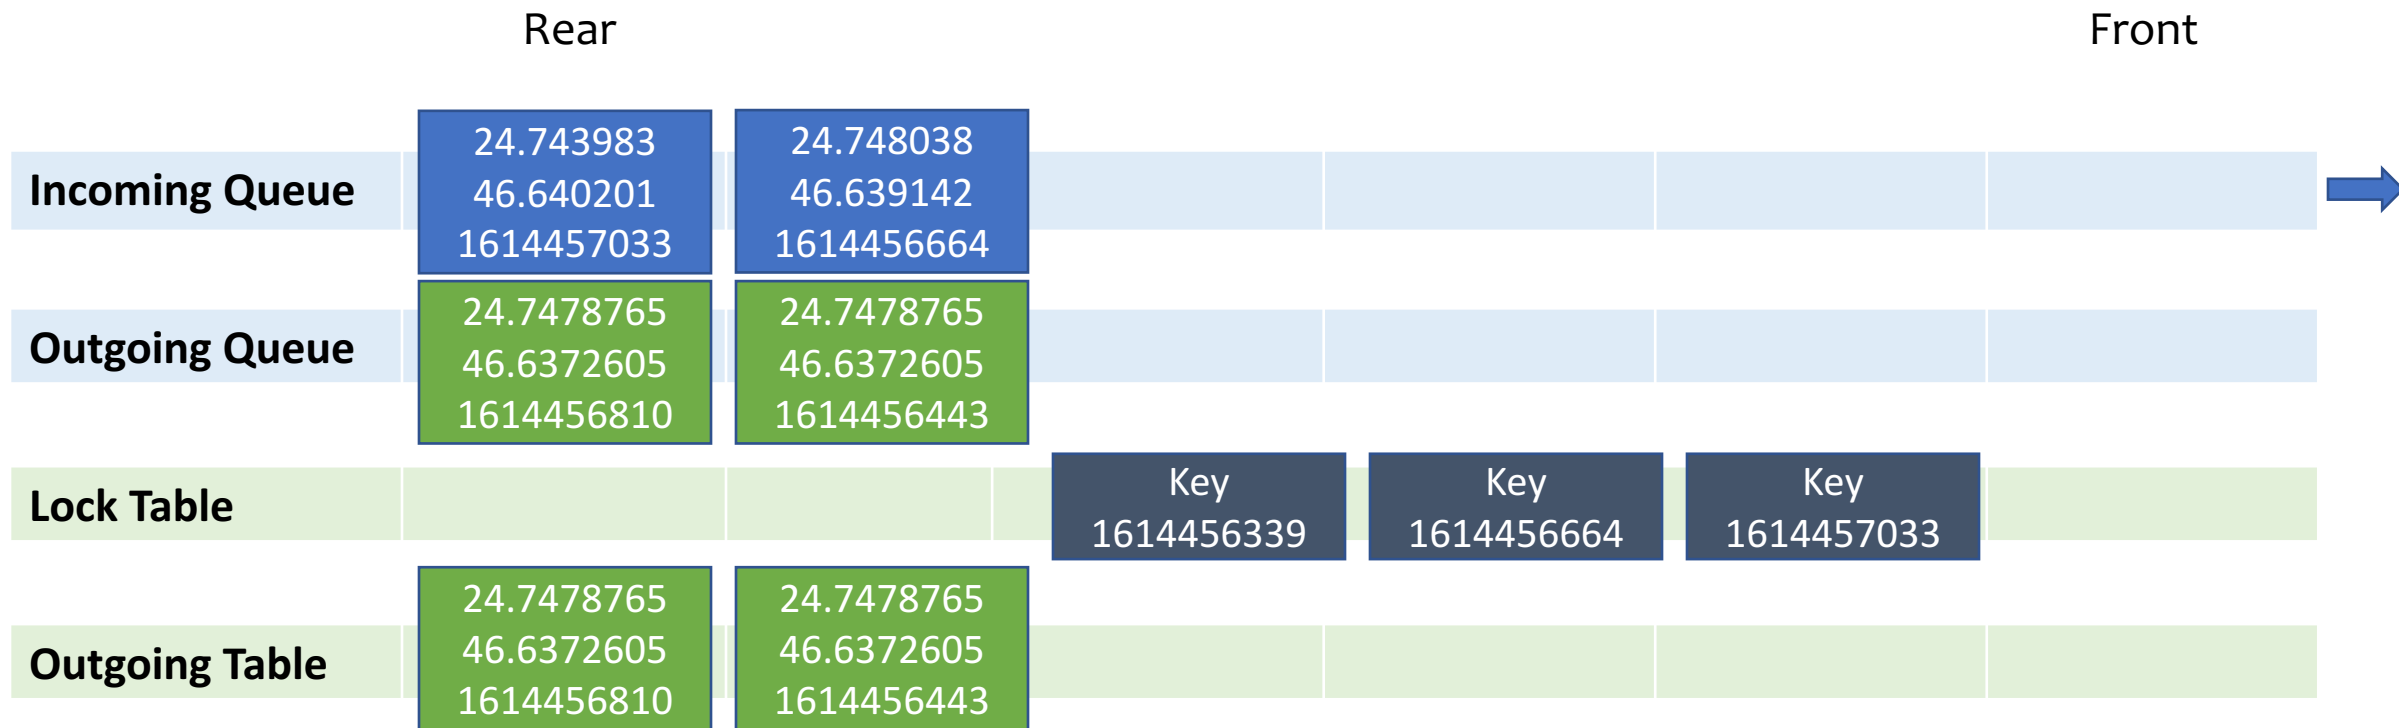 Rear
Front
Incoming Queue
24.743983
46.640201
1614457033
24.748038
46.639142
1614456664
Outgoing Queue
24.7478765
46.6372605
1614456810
24.7478765
46.6372605
1614456443
Lock Table
Key
1614456339
Key
1614456664
Key
1614457033
Outgoing Table
24.7478765
46.6372605
1614456810
24.7478765
46.6372605
1614456443